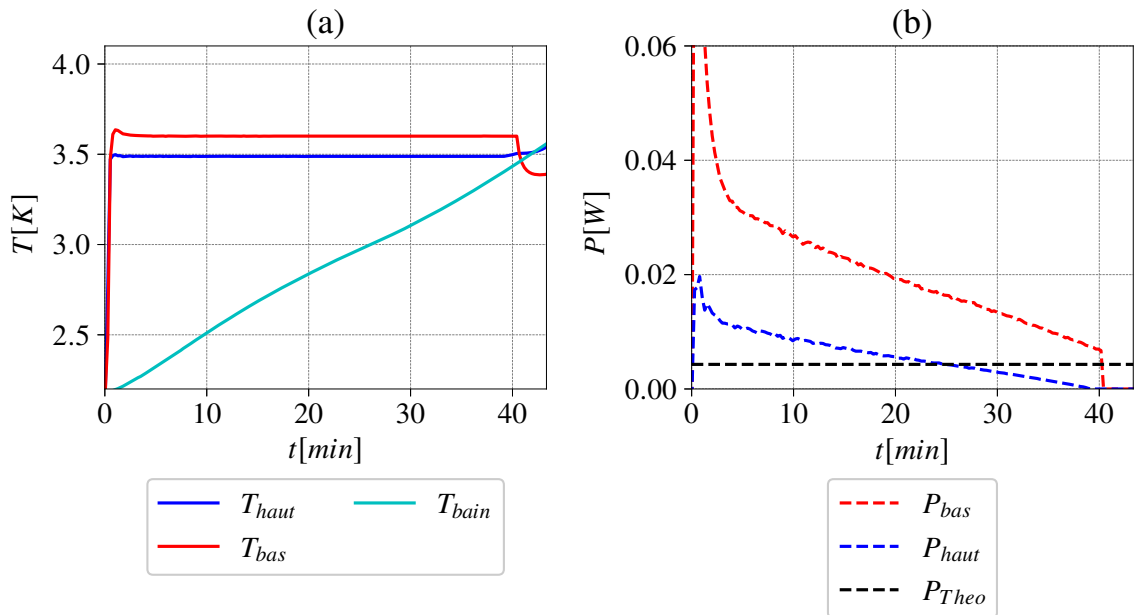 (a)
4.0
3.5
3.0
2.5
T[K]
0 10 20 30 40
t[min]
T_haut
T_bas
T_bain
(b)
0.06
0.04
0.02
0.00
P[W]
0 10 20 30 40
t[min]
P_bas
P_haut
P_Theo